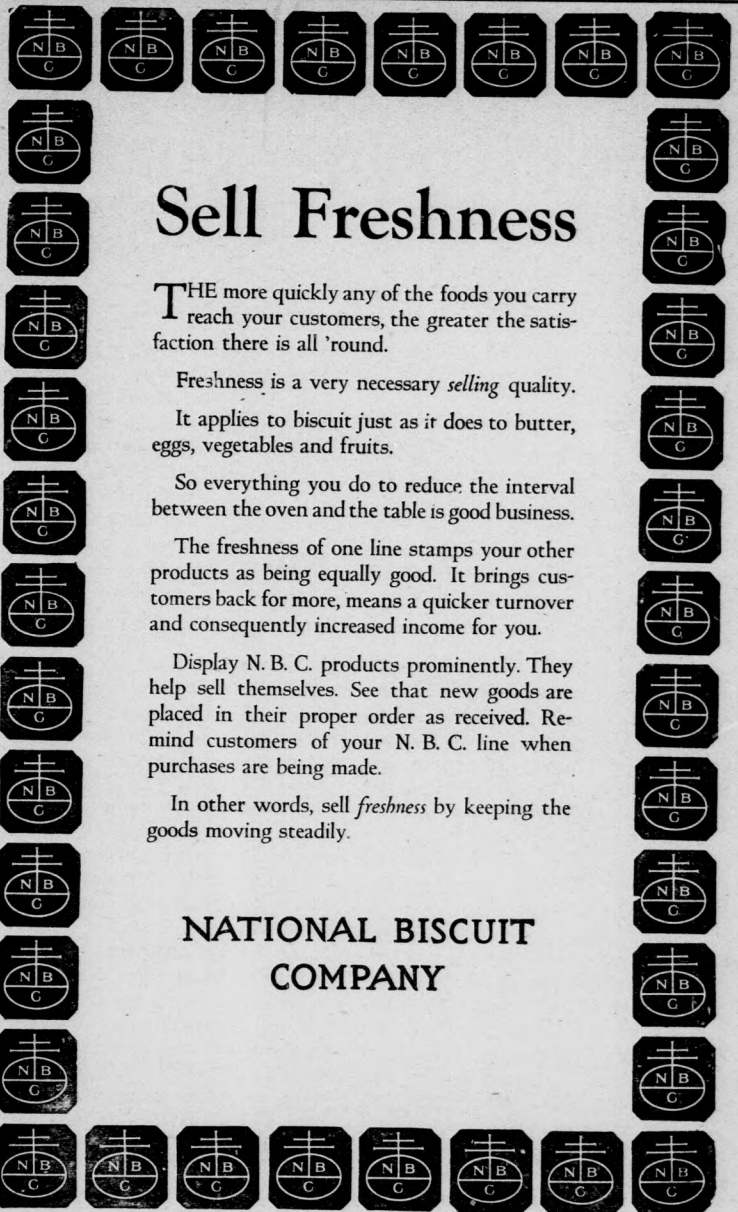 N B N B N B N B N B N B N B N B
C C C C C C C C
N B
C
N B
C
N B
C
N B
C
N B
C
N B
C
N B
C
N B
C
N B
C
N B
C
N B
C
Sell Freshness
THE more quickly any of the foods you carry
reach your customers, the greater the satis-
faction there is all 'round.
Freshness is a very necessary selling quality.
It applies to biscuit just as it does to butter,
eggs, vegetables and fruits.
So everything you do to reduce the interval
between the oven and the table is good business.
The freshness of one line stamps your other
products as being equally good. It brings cus-
tomers back for more, means a quicker turnover
and consequently increased income for you.
Display N. B. C. products prominently. They
help sell themselves. See that new goods are
placed in their proper order as received. Re-
mind customers of your N. B. C. line when
purchases are being made.
In other words, sell freshness by keeping the
goods moving steadily.
NATIONAL BISCUIT
COMPANY
N B
C
N B
C
N B
C
N B
C
N B
C
N B
C
N B
C
N B
C
N B
C
N B
C
N B
C
N B N B N B N B N B N B N B N B
C C C C C C C C